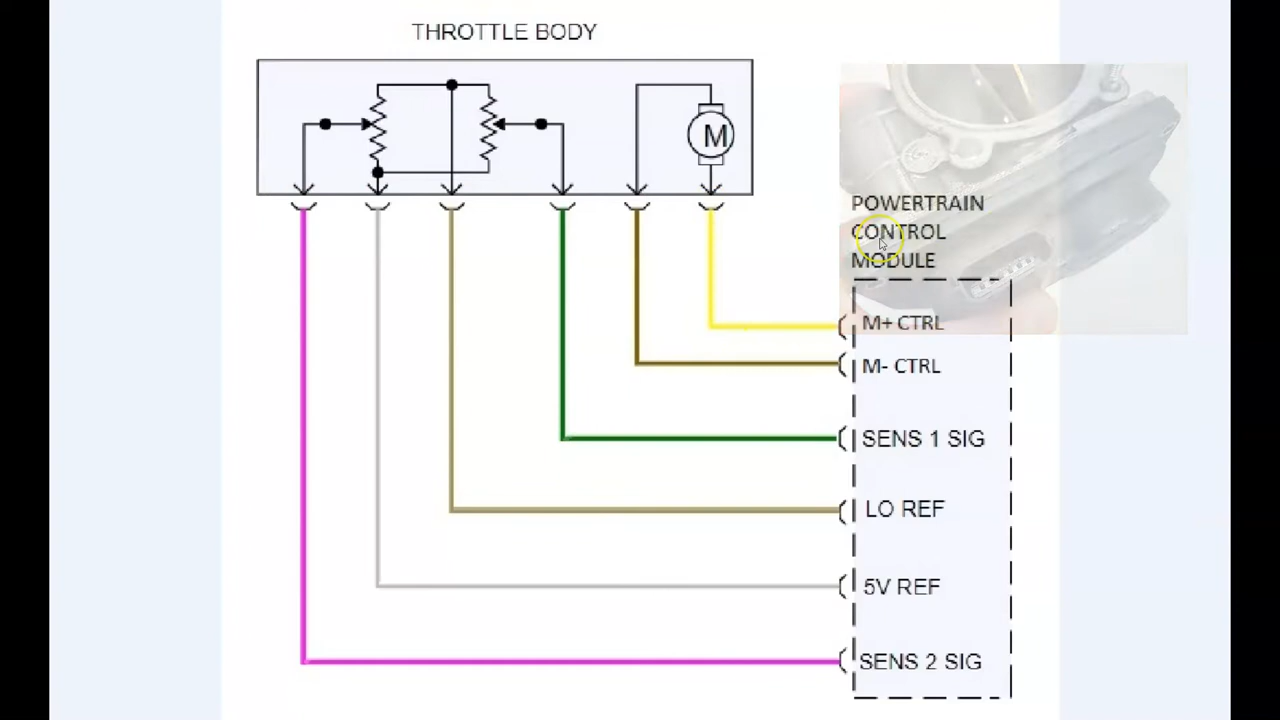 THROTTLE BODY
M
POWERTRAIN
CONTROL
MODULE
M+ CTRL
M- CTRL
SENS 1 SIG
LO REF
5V REF
SENS 2 SIG